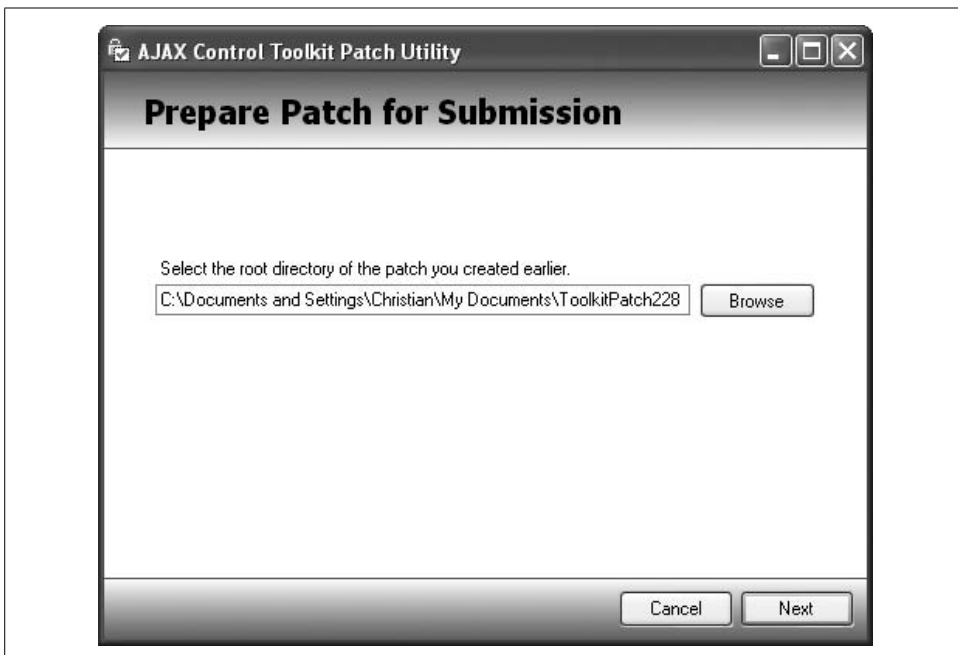 AJAX Control Toolkit Patch Utility
Prepare Patch for Submission
Select the root directory of the patch you created earlier.
C:\Documents and Settings\Christian\My Documents\ToolkitPatch228
Browse
Cancel
Next